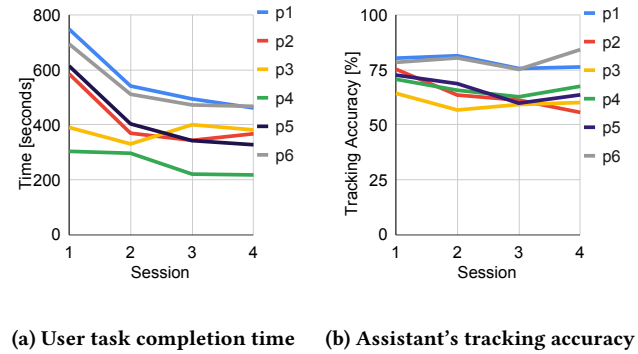 800
600
400
200
0
Time [seconds]
1 2 3 4
Session
p1
p2
p3
p4
p5
p6
100
75
50
25
0
Tracking Accuracy [%]
1 2 3 4
Session
p1
p2
p3
p4
p5
p6
(a) User task completion time
(b) Assistant's tracking accuracy